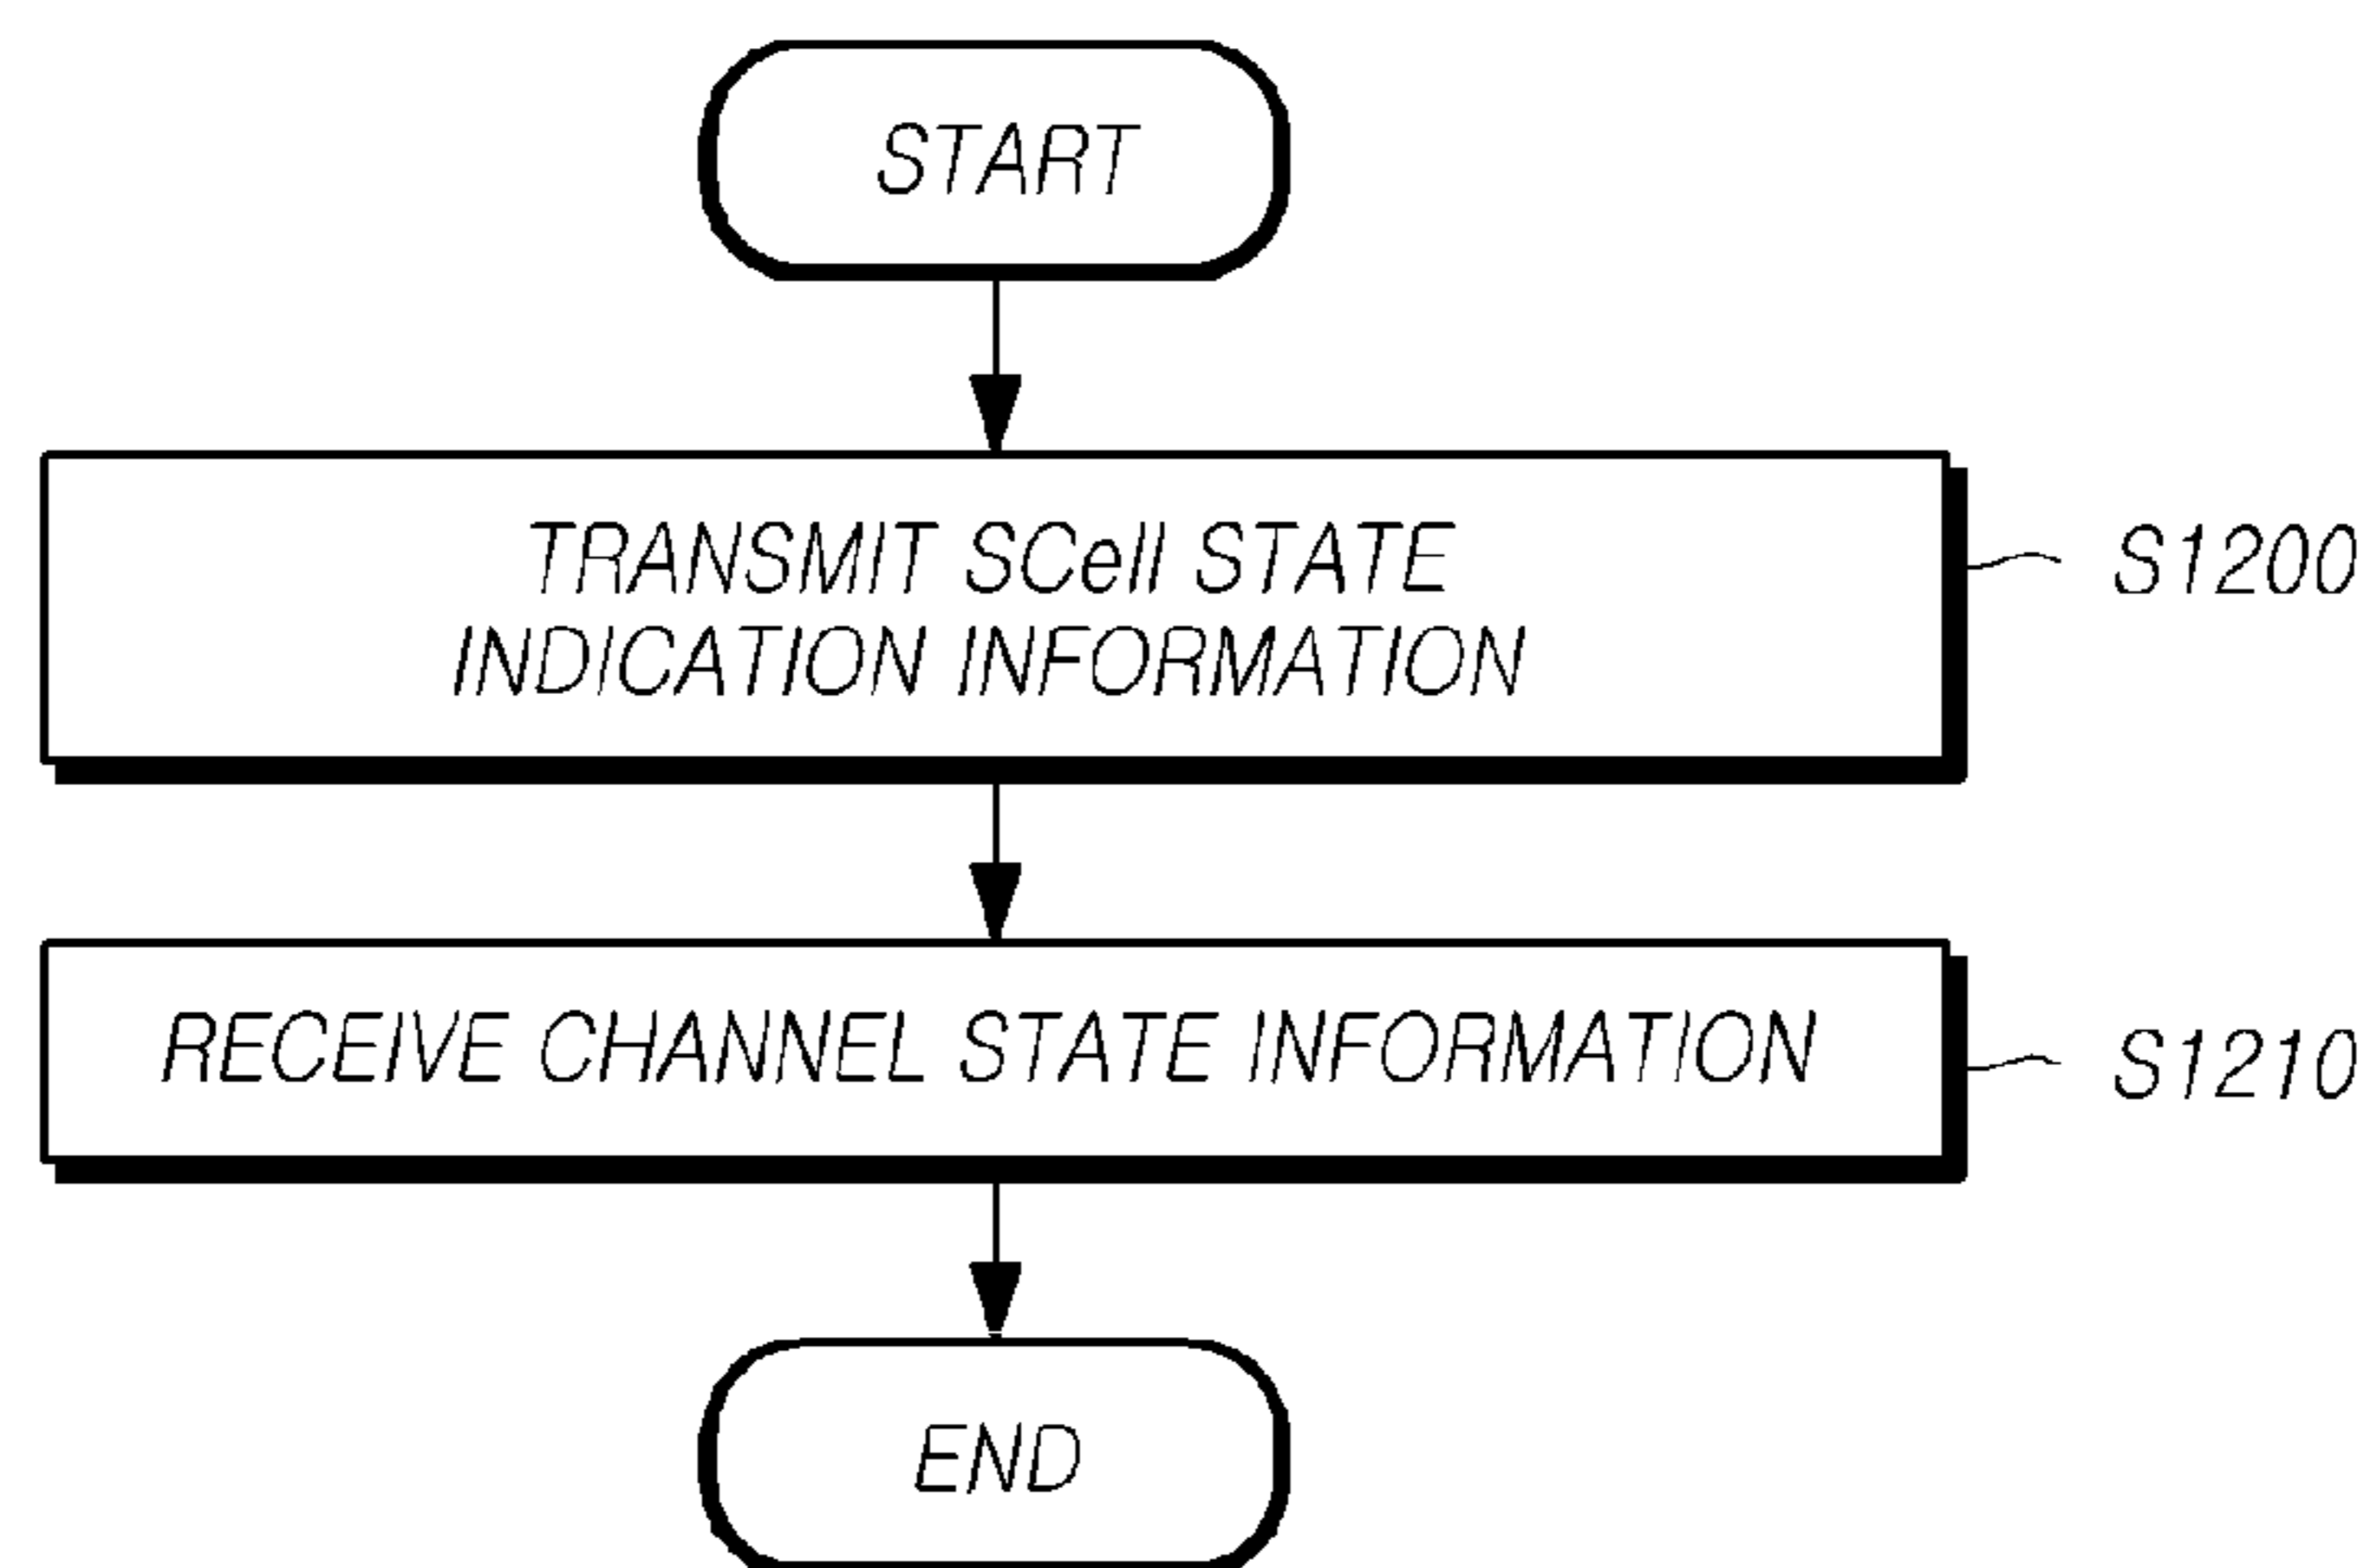 START
TRANSMIT SCell STATE
INDICATION INFORMATION
S1200
RECEIVE CHANNEL STATE INFORMATION
S1210
END